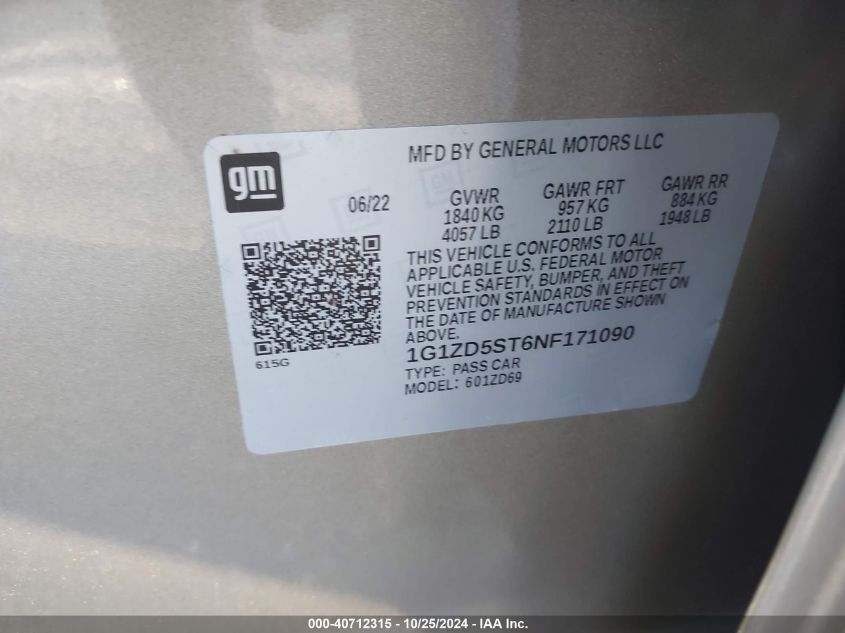 MFD BY GENERAL MOTORS LLC
gm
06/22
GVWR GAWR FRT GAWR RR
1840 KG 957 KG 884 KG
4057 LB 2110 LB 1948 LB
THIS VEHICLE CONFORMS TO ALL
APPLICABLE U.S. FEDERAL MOTOR
VEHICLE SAFETY, BUMPER, AND THEFT
PREVENTION STANDARDS IN EFFECT ON
THE DATE OF MANUFACTURE SHOWN
ABOVE.
615G
1G1ZD5ST6NF171090
TYPE: PASS CAR
MODEL: 601ZD69
000-40712315 - 10/25/2024 - IAA Inc.